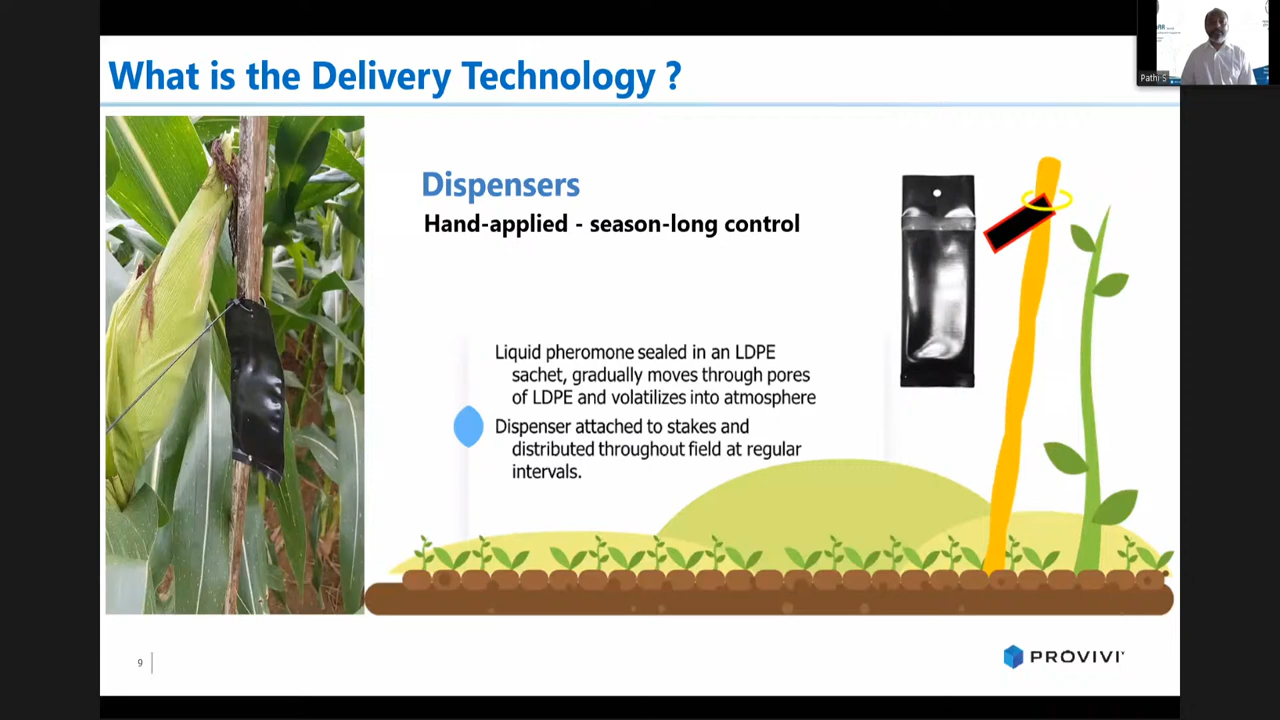 What is the Delivery Technology ?
Pathi S
Dispensers
Hand-applied - season-long control
Liquid pheromone sealed in an LDPE
sachet, gradually moves through pores
of LDPE and volatilizes into atmosphere
Dispenser attached to stakes and
distributed throughout field at regular
intervals.
9
PROVIVI